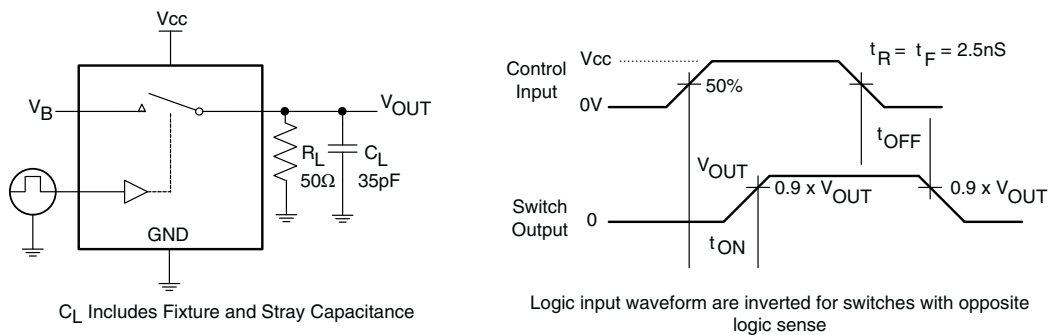 Vcc
V_B
V_OUT
R_L
50Ω
C_L
35pF
GND
C_L Includes Fixture and Stray Capacitance
Control
Input
Vcc
0V
50%
t_R = t_F = 2.5nS
t_OFF
Switch
Output
V_OUT
0
0.9 x V_OUT
0.9 x V_OUT
t_ON
Logic input waveform are inverted for switches with opposite
logic sense